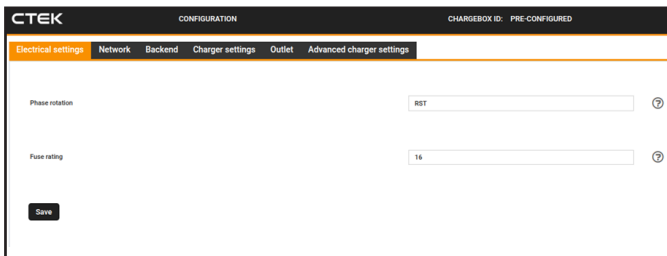 CTEK CONFIGURATION CHARGEBOX ID: PRE-CONFIGURED
Electrical settings Network Backend Charger settings Outlet Advanced charger settings
Phase rotation RST ?
Fuse rating 16 ?
Save